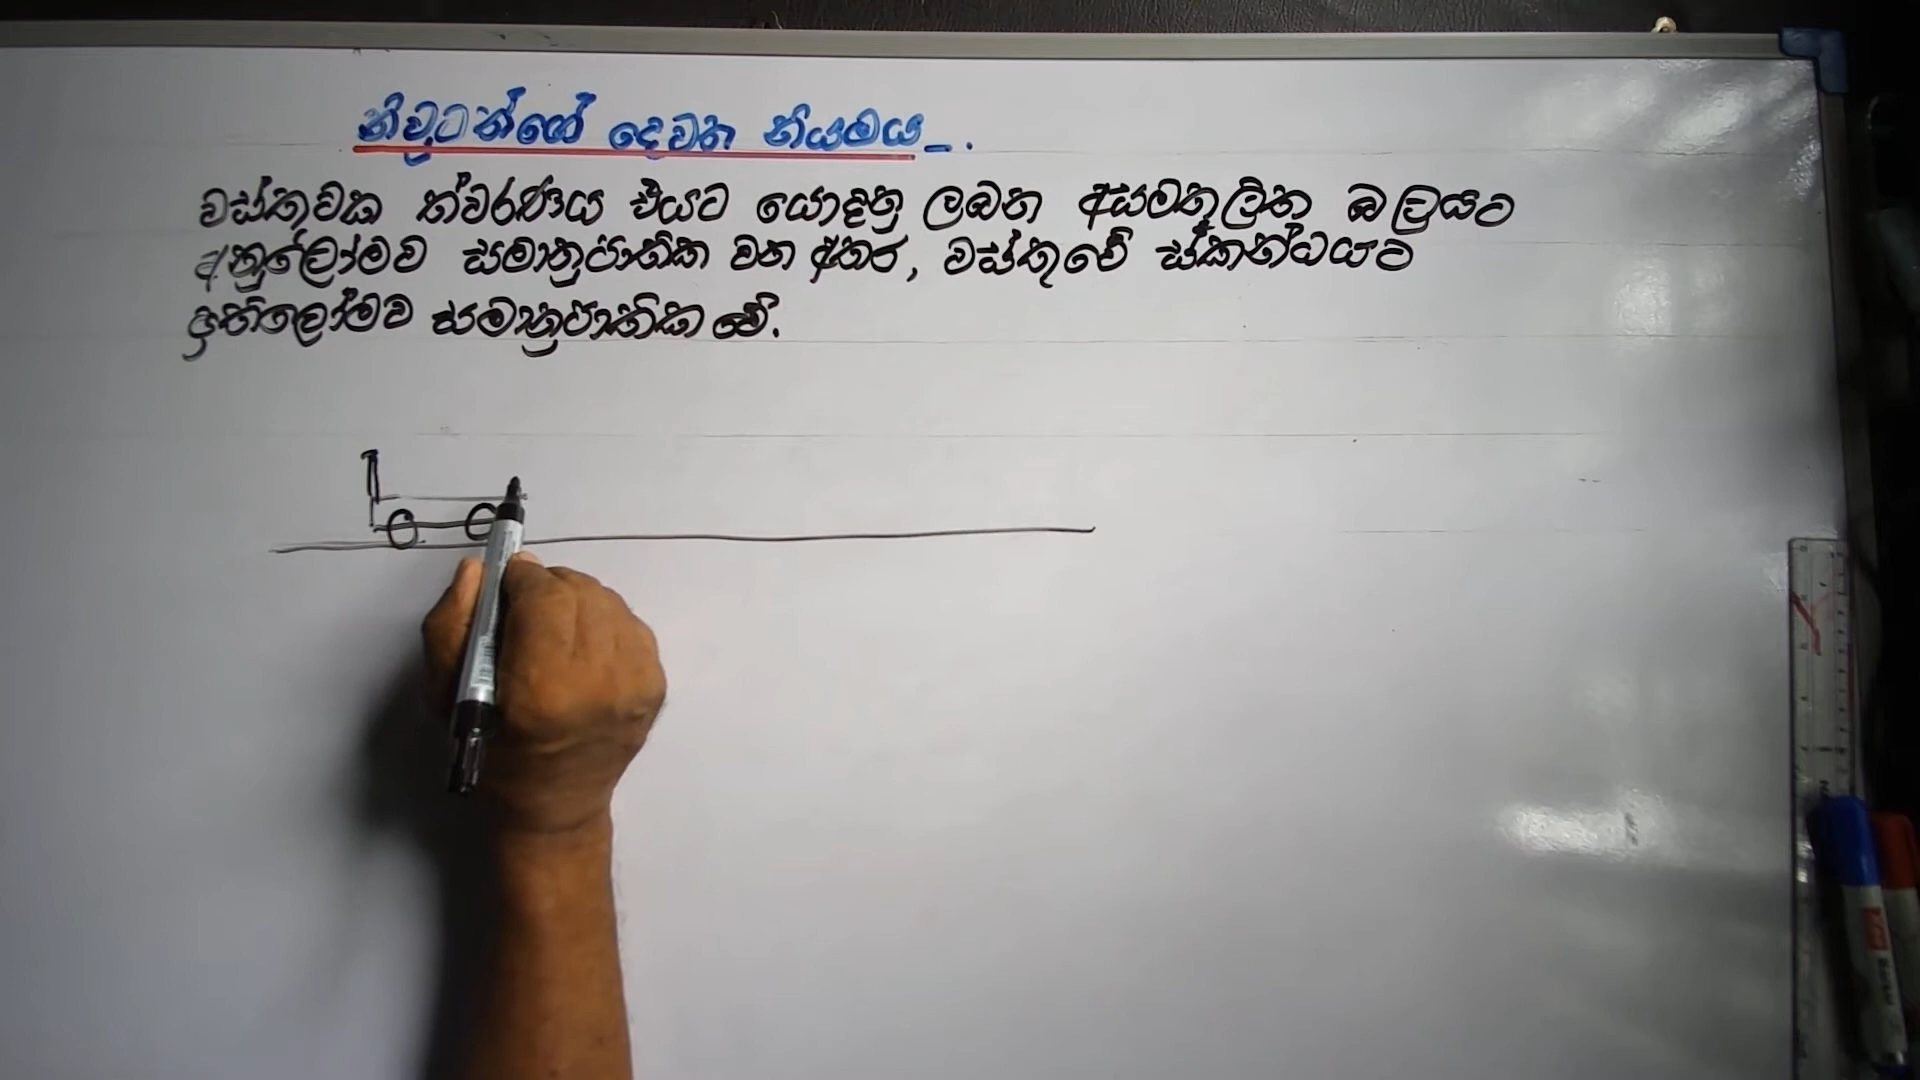 නිවුටන්ගේ දෙවන නියමය_.
වස්තුවක ත්වරණය එයට යොදනු ලබන අසමතුලිත බලයට
අනුලෝමව සමානුපාතික වන අතර, වස්තුවේ ස්කන්ධයට
ප්‍රතිලෝමව සමානුපාතික වේ.